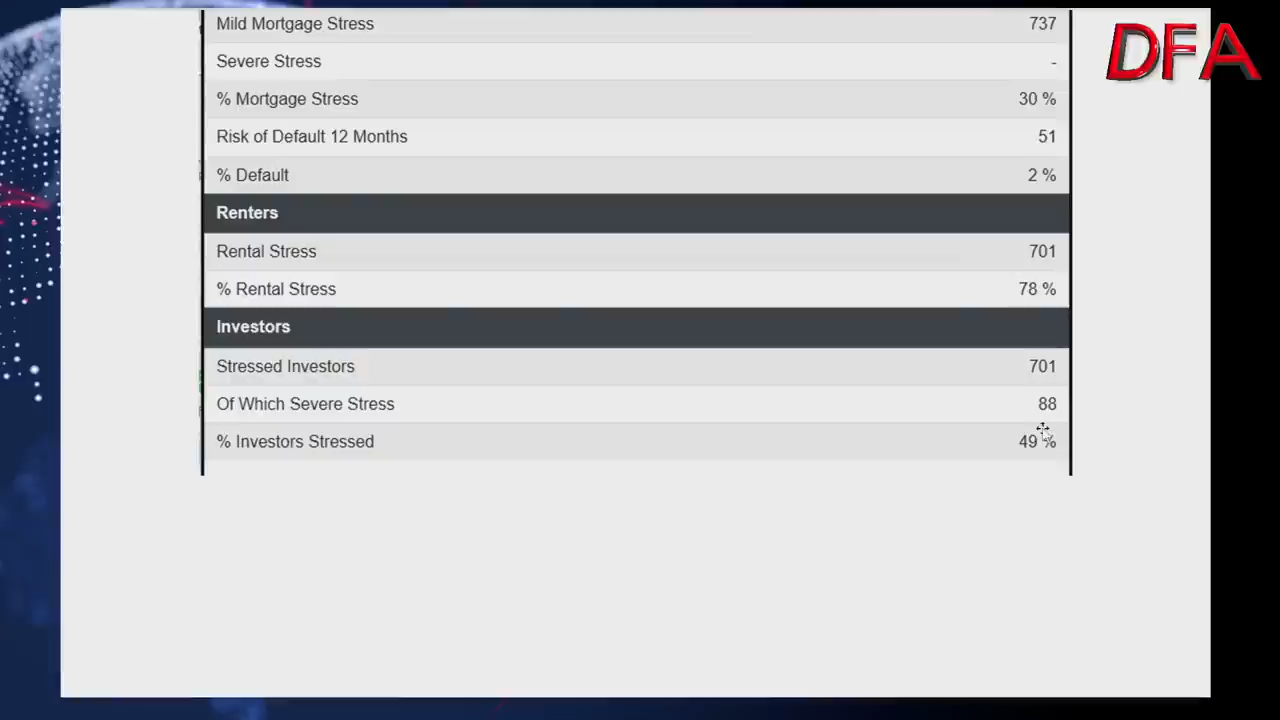 DFA
Mild Mortgage Stress 737
Severe Stress -
% Mortgage Stress 30 %
Risk of Default 12 Months 51
% Default 2 %
Renters
Rental Stress 701
% Rental Stress 78 %
Investors
Stressed Investors 701
Of Which Severe Stress 88
% Investors Stressed 49 %